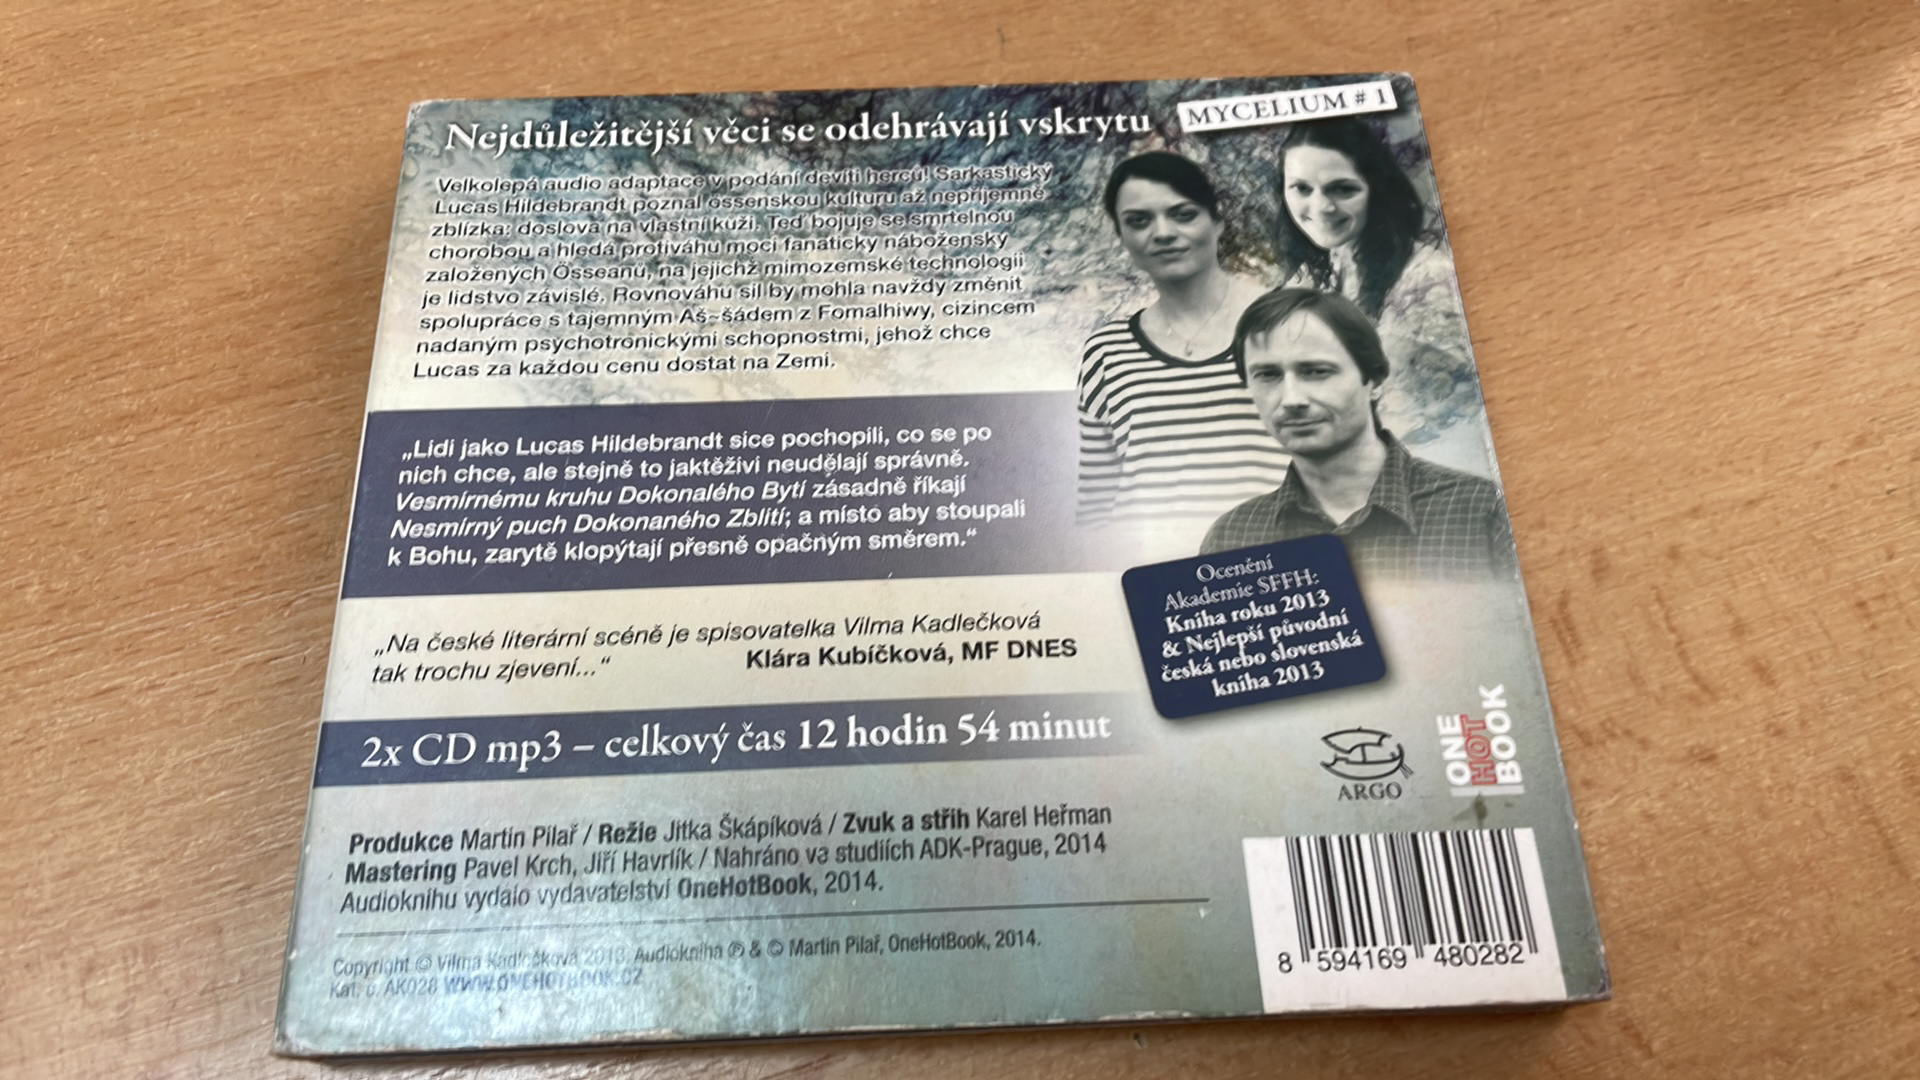 MYCELIUM # 1
Nejdůležitější věci se odehrávají vskrytu
Velkolepá audio adaptace v podání devíti herců! Sarkastický
Lucas Hildebrandt poznal össenskou kulturu až nepříjemně
zblízka: doslova na vlastní kůži. Teď bojuje se smrtelnou
chorobou a hledá protiváhu moci fanaticky nábožensky
založených Össeanů, na jejichž mimozemské technologii
je lidstvo závislé. Rovnováhu sil by mohla navždy změnit
spolupráce s tajemným Aš~šádem z Fomalhiwy, cizincem
nadaným psychotronickými schopnostmi, jehož chce
Lucas za každou cenu dostat na Zemi.
„Lidi jako Lucas Hildebrandt sice pochopili, co se po
nich chce, ale stejně to jaktěživi neudělají správně.
Vesmírnému kruhu Dokonalého Bytí zásadně říkají
Nesmírný puch Dokonaného Zblití; a místo aby stoupali
k Bohu, zarytě klopýtají přesně opačným směrem.“
Ocenění
Akademie SFFH:
Kniha roku 2013
& Nejlepší původní
česká nebo slovenská
kniha 2013
„Na české literární scéně je spisovatelka Vilma Kadlečková
tak trochu zjevení...“ Klára Kubíčková, MF DNES
2x CD mp3 – celkový čas 12 hodin 54 minut
ARGO
ONE
HOT
BOOK
Produkce Martin Pilař / Režie Jitka Škápíková / Zvuk a střih Karel Heřman
Mastering Pavel Krch, Jiří Havrlík / Nahráno ve studiích ADK-Prague, 2014
Audioknihu vydalo vydavatelství OneHotBook, 2014.
Copyright © Vilma Kadlečková 2013, Audiokniha ℗ & © Martin Pilař, OneHotBook, 2014.
Kat. č. AK028 WWW.ONEHOTBOOK.CZ
8 594169 480282